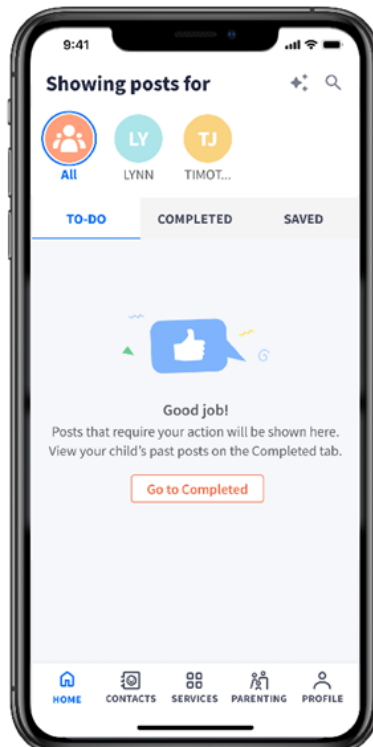 9:41
Showing posts for
LY
TJ
All
LYNN
TIMOT...
TO-DO
COMPLETED
SAVED
Good job!
Posts that require your action will be shown here.
View your child's past posts on the Completed tab.
Go to Completed
HOME
CONTACTS
SERVICES
PARENTING
PROFILE